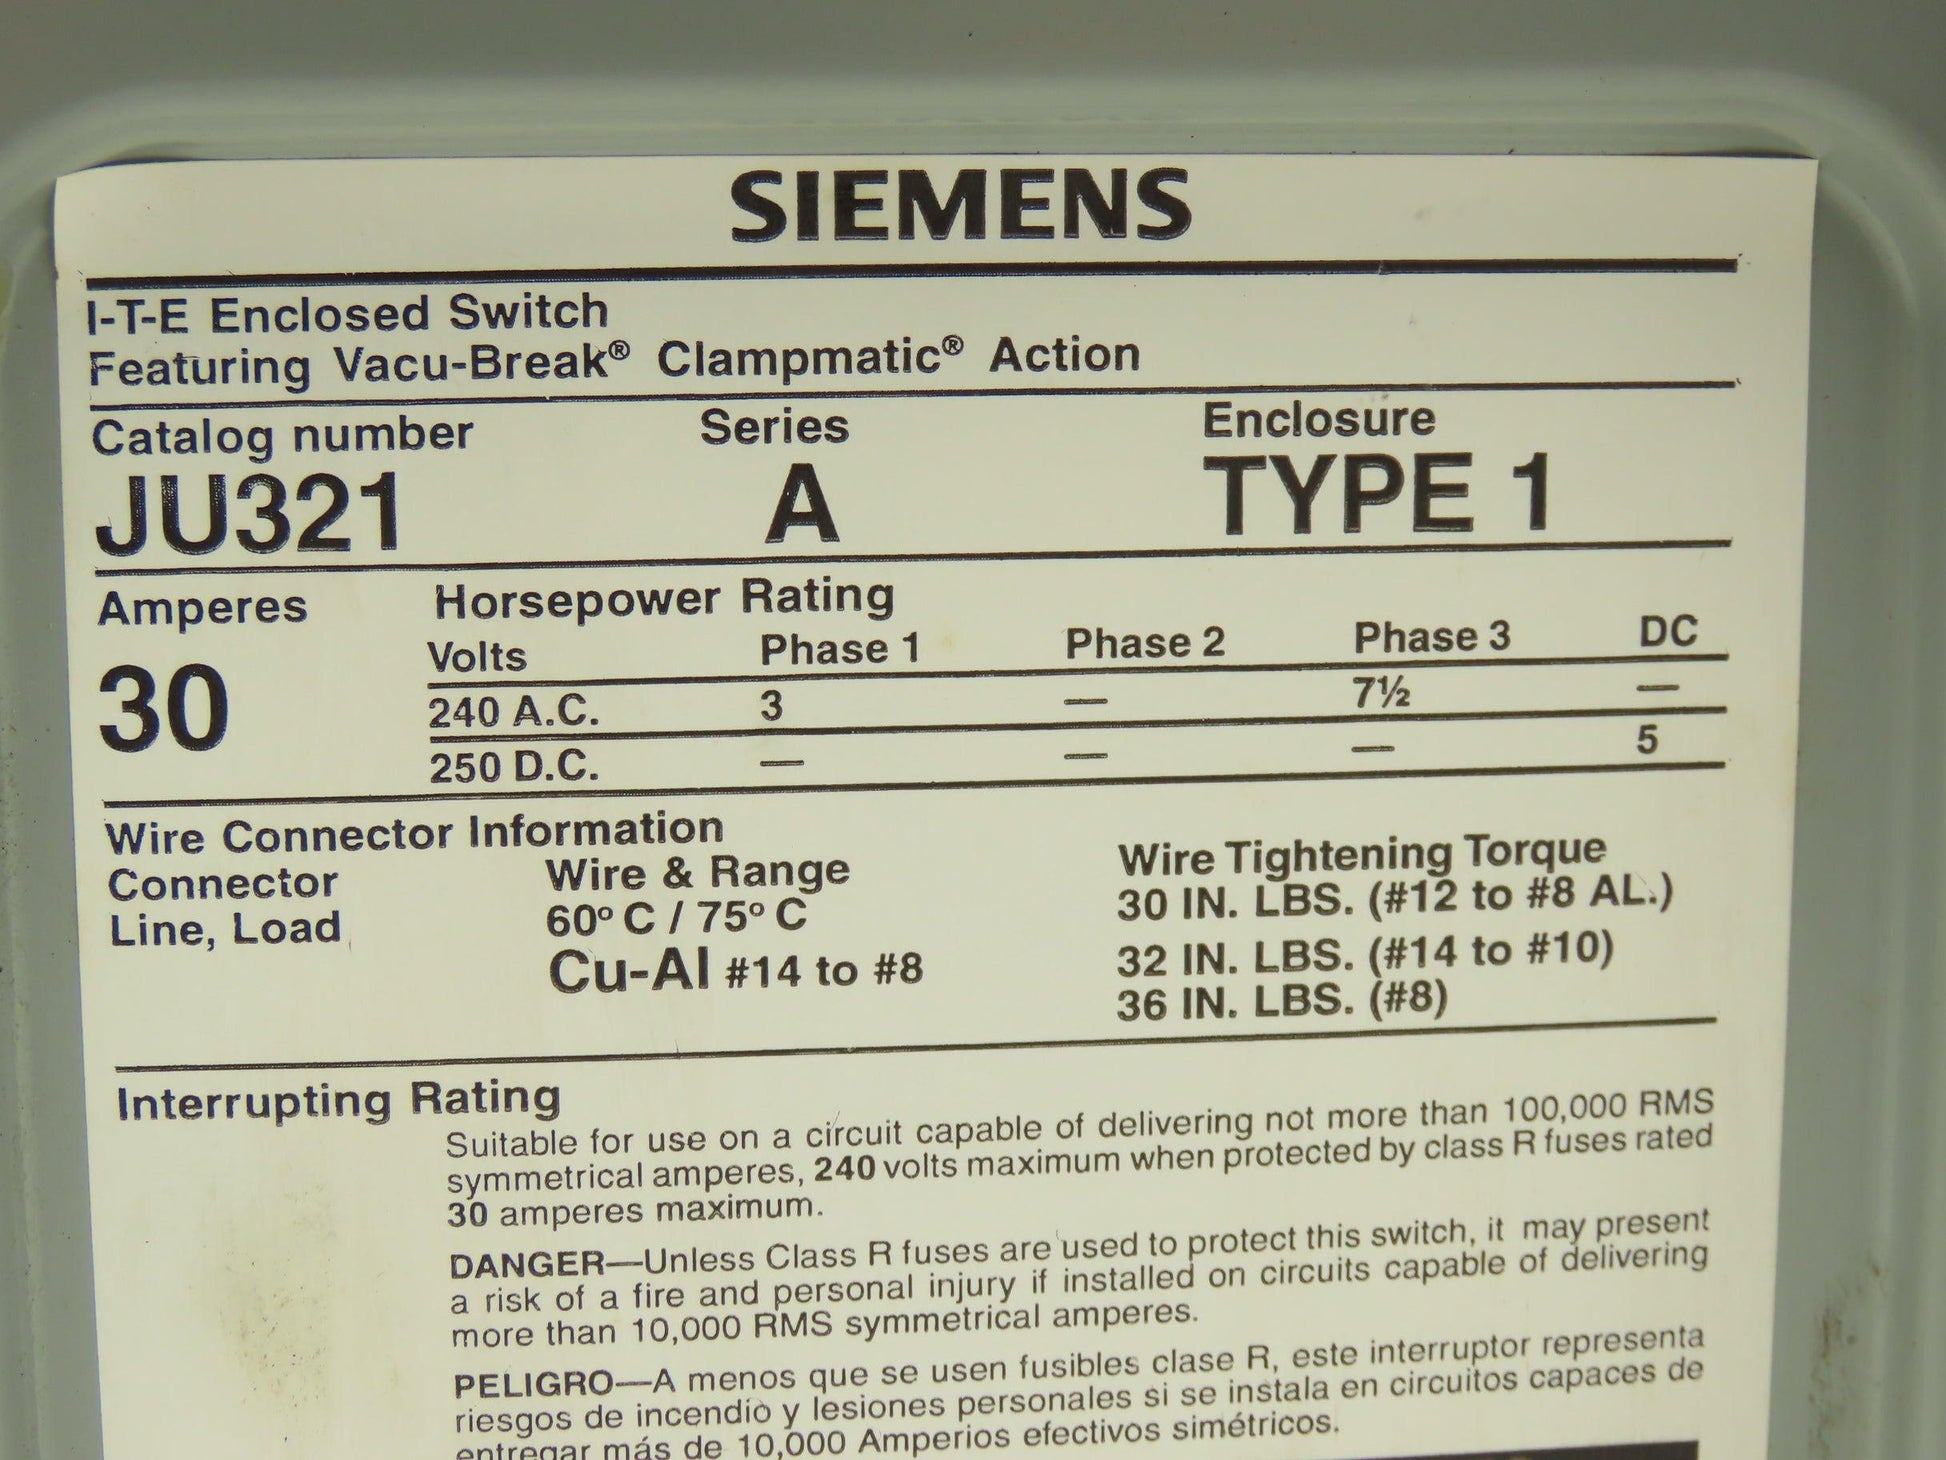 SIEMENS
I-T-E Enclosed Switch
Featuring Vacu-Break® Clampmatic® Action
Catalog number Series Enclosure
JU321 A TYPE 1
Amperes Horsepower Rating
Volts Phase 1 Phase 2 Phase 3 DC
30
240 A.C. 3 — 7½ —
250 D.C. — — — 5
Wire Connector Information
Connector Wire & Range Wire Tightening Torque
Line, Load 60° C / 75° C 30 IN. LBS. (#12 to #8 AL.)
Cu-Al #14 to #8 32 IN. LBS. (#14 to #10)
36 IN. LBS. (#8)
Interrupting Rating
Suitable for use on a circuit capable of delivering not more than 100,000 RMS
symmetrical amperes, 240 volts maximum when protected by class R fuses rated
30 amperes maximum.
DANGER—Unless Class R fuses are used to protect this switch, it may present
a risk of a fire and personal injury if installed on circuits capable of delivering
more than 10,000 RMS symmetrical amperes.
PELIGRO—A menos que se usen fusibles clase R, este interruptor representa
riesgos de incendio y lesiones personales si se instala en circuitos capaces de
entregar más de 10,000 Amperios efectivos simétricos.